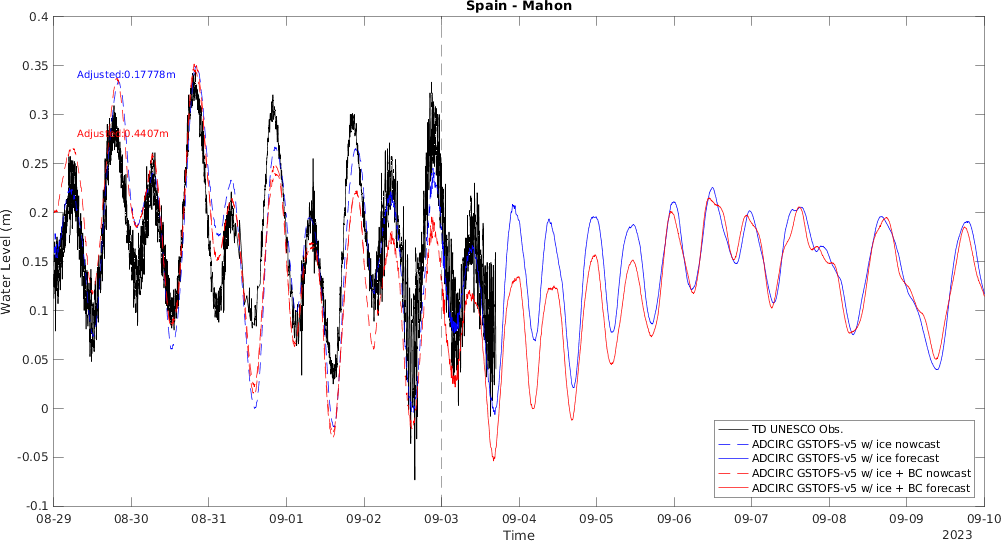 Spain - Mahon
0.4
0.35
0.3
0.25
0.2
0.15
0.1
0.05
0
-0.05
-0.1
Water Level (m)
Adjusted:0.17778m
Adjusted:0.4407m
TD UNESCO Obs.
ADCIRC GSTOFS-v5 w/ ice nowcast
ADCIRC GSTOFS-v5 w/ ice forecast
ADCIRC GSTOFS-v5 w/ ice + BC nowcast
ADCIRC GSTOFS-v5 w/ ice + BC forecast
08-29 08-30 08-31 09-01 09-02 09-03 09-04 09-05 09-06 09-07 09-08 09-09 09-10
Time
2023